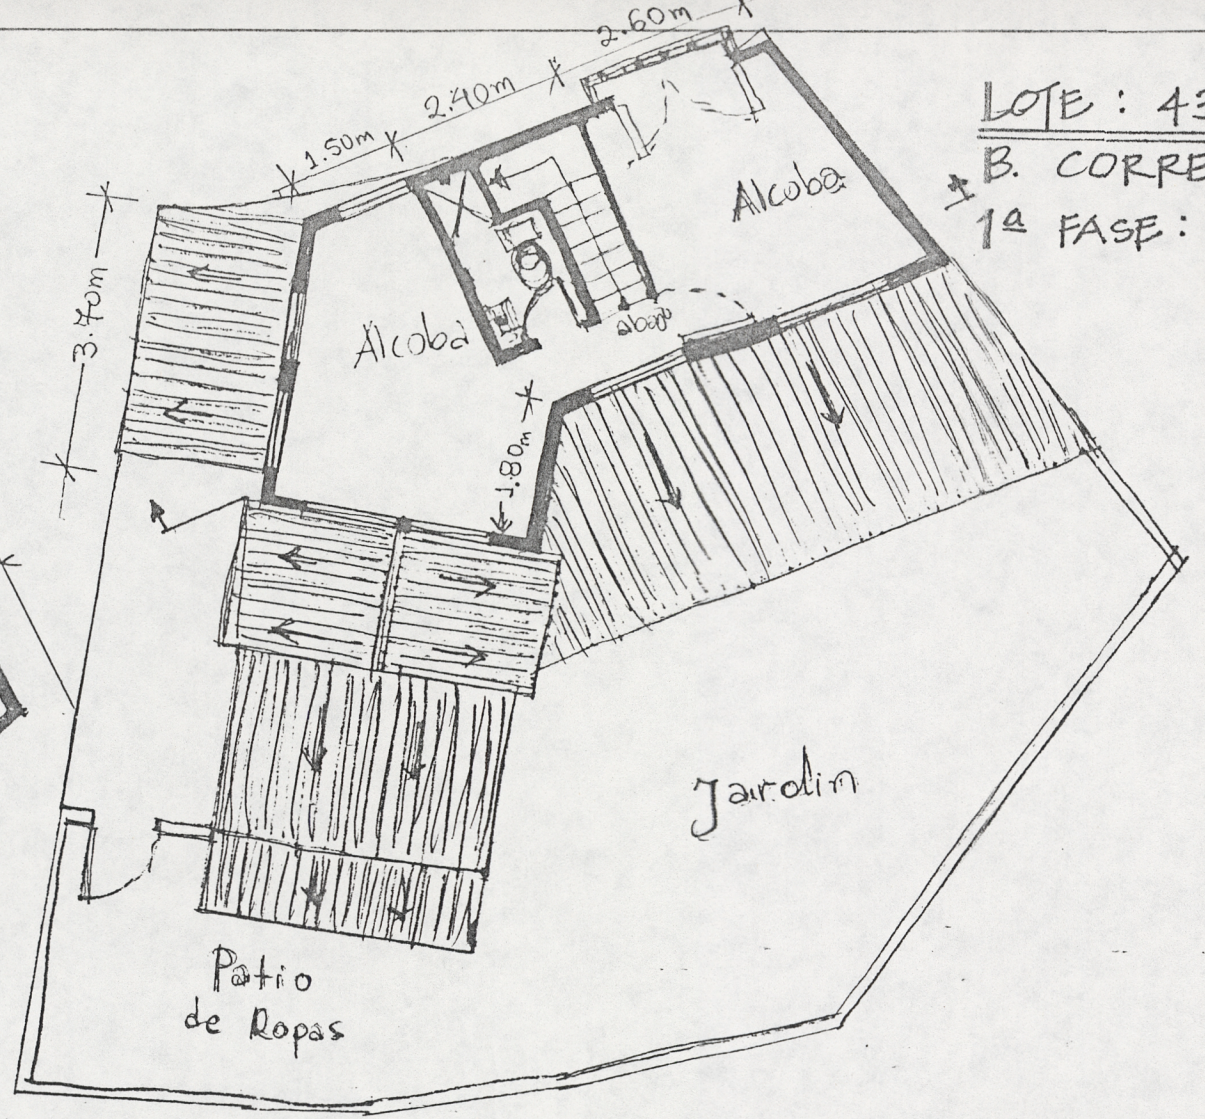 2.60m
2.40m
1.50m
LOTE : 43
B. CORRE
1ª FASE :
Alcoba
3.70m
Alcoba
abajo
1.80m
Jardin
Patio
de Ropas